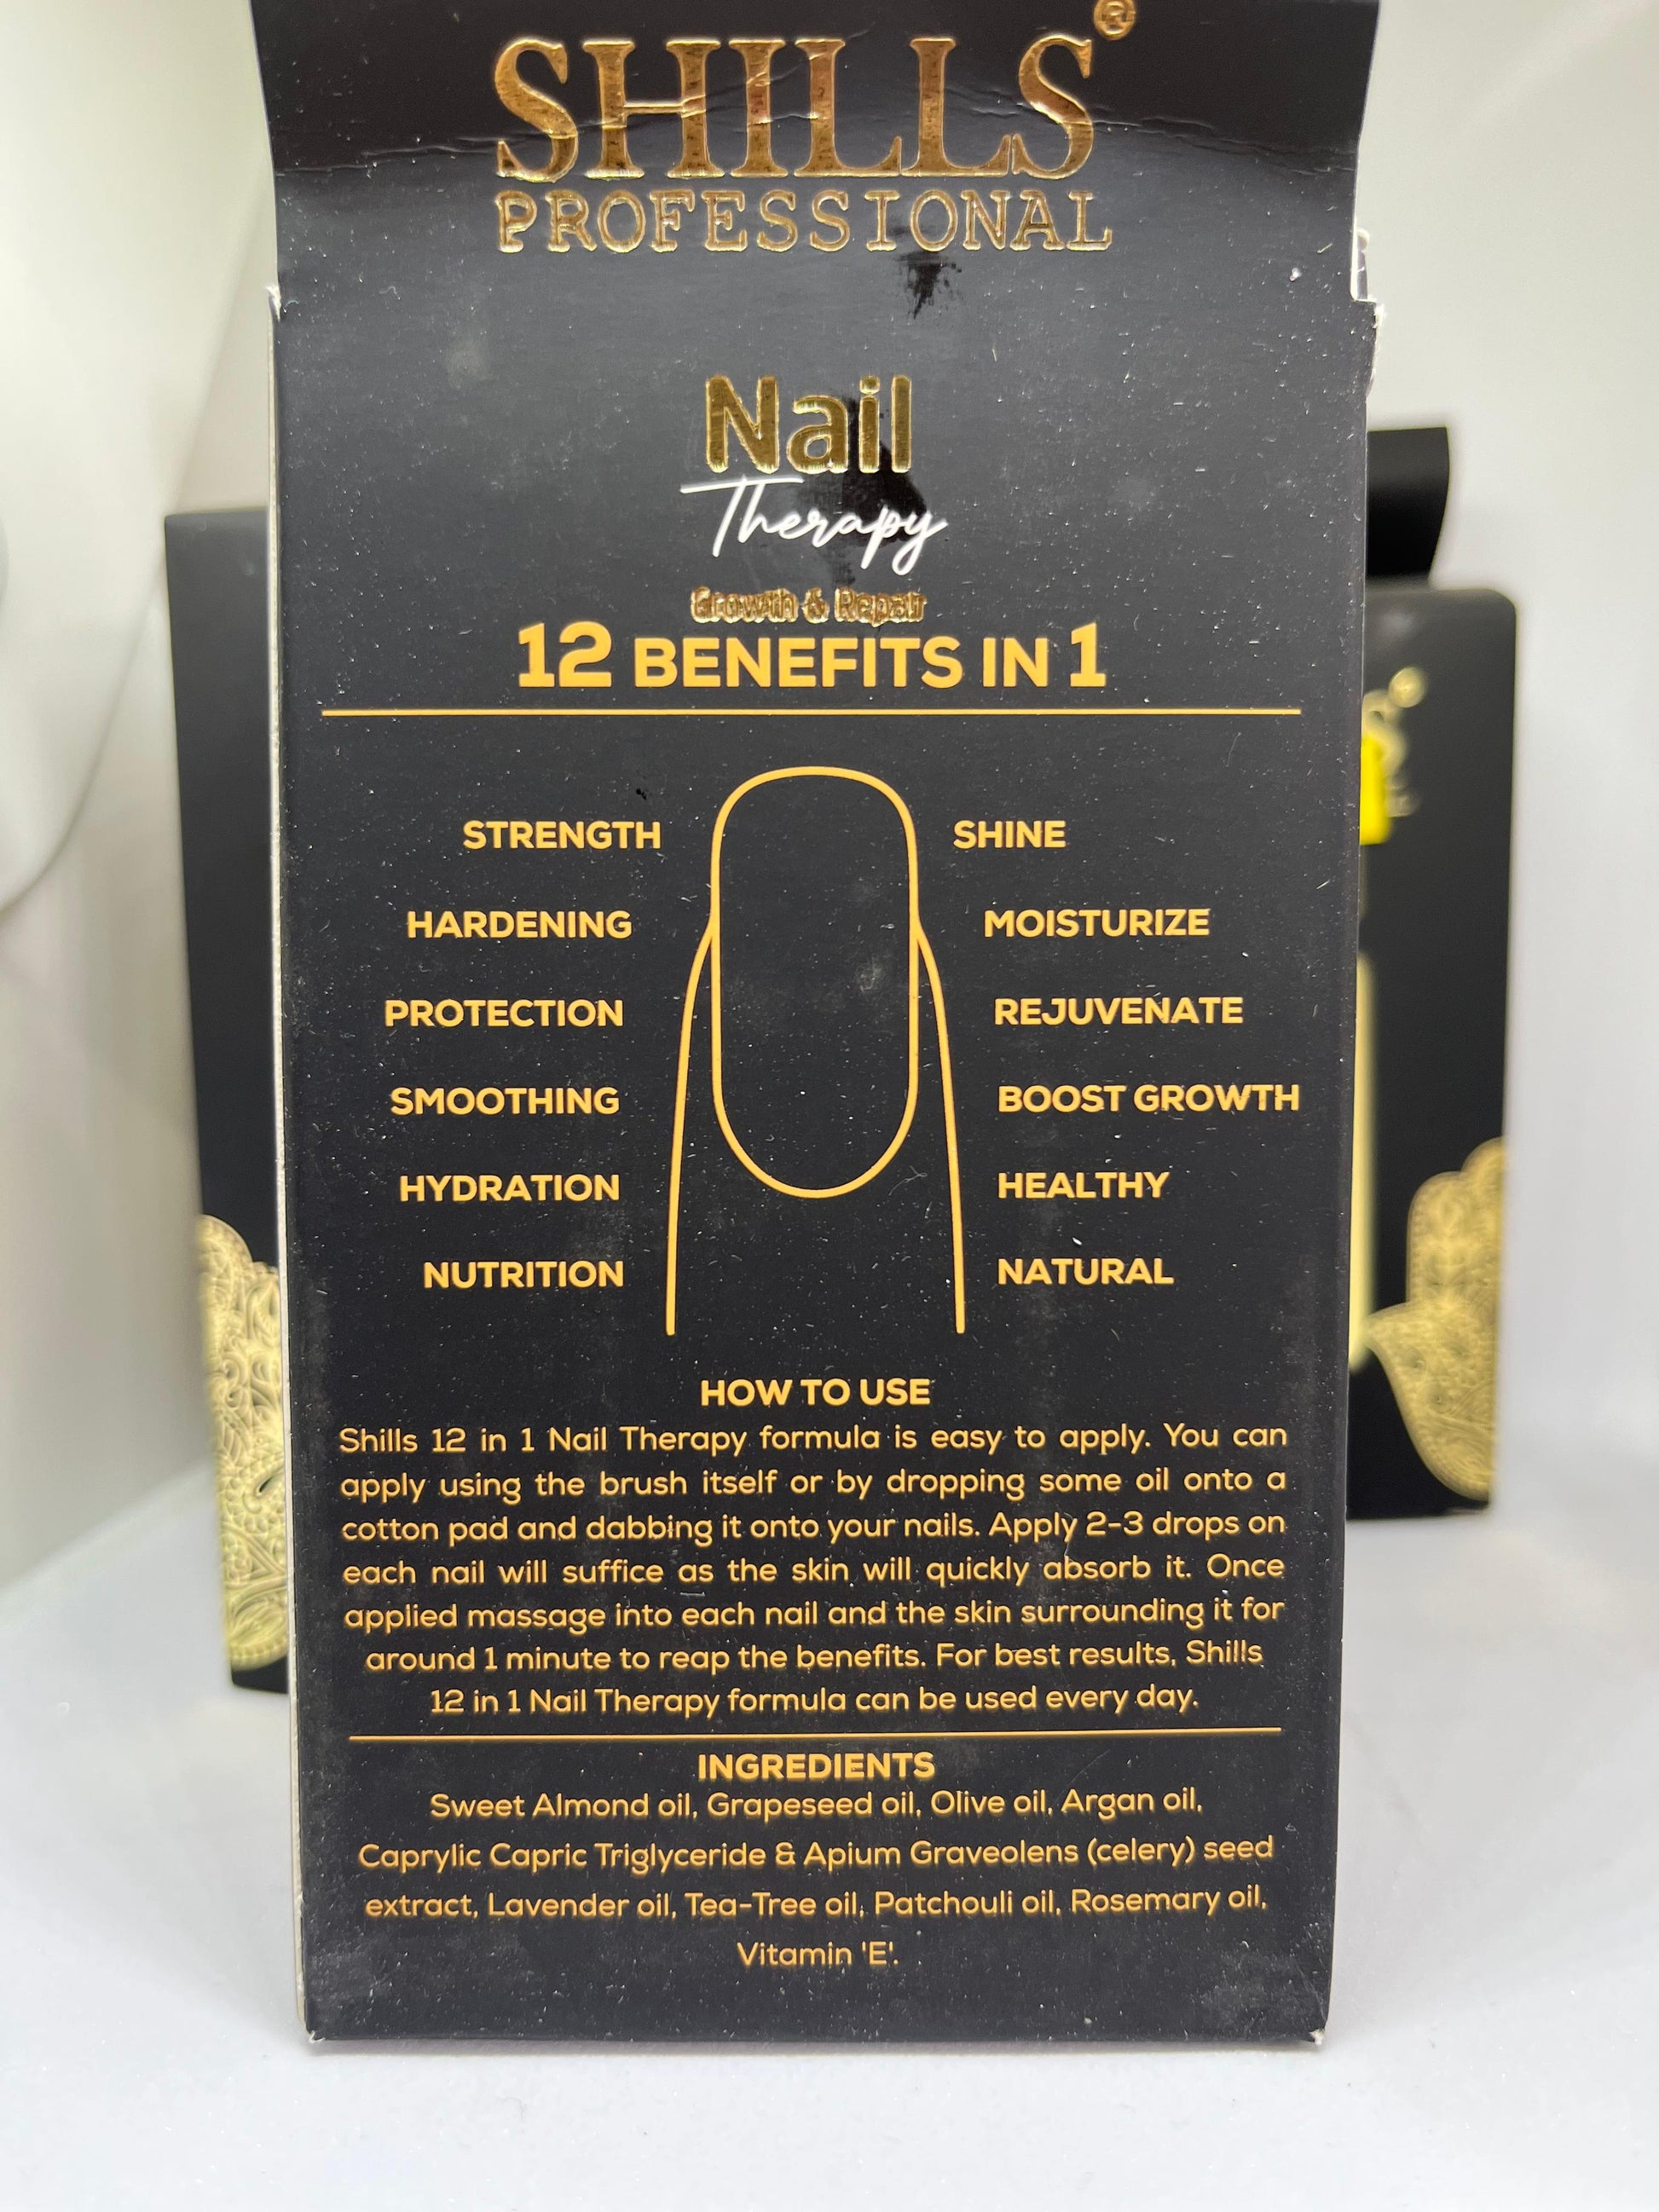 SHILLS®
PROFESSIONAL
Nail
Therapy
Growth & Repair
12 BENEFITS IN 1
STRENGTH
SHINE
HARDENING
MOISTURIZE
PROTECTION
REJUVENATE
SMOOTHING
BOOST GROWTH
HYDRATION
HEALTHY
NUTRITION
NATURAL
HOW TO USE
Shills 12 in 1 Nail Therapy formula is easy to apply. You can
apply using the brush itself or by dropping some oil onto a
cotton pad and dabbing it onto your nails. Apply 2-3 drops on
each nail will suffice as the skin will quickly absorb it. Once
applied massage into each nail and the skin surrounding it for
around 1 minute to reap the benefits. For best results, Shills
12 in 1 Nail Therapy formula can be used every day.
INGREDIENTS
Sweet Almond oil, Grapeseed oil, Olive oil, Argan oil,
Caprylic Capric Triglyceride & Apium Graveolens (celery) seed
extract, Lavender oil, Tea-Tree oil, Patchouli oil, Rosemary oil,
Vitamin 'E'.